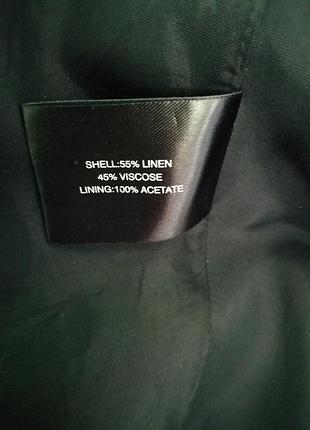 SHELL:55% LINEN
45% VISCOSE
LINING:100% ACETATE